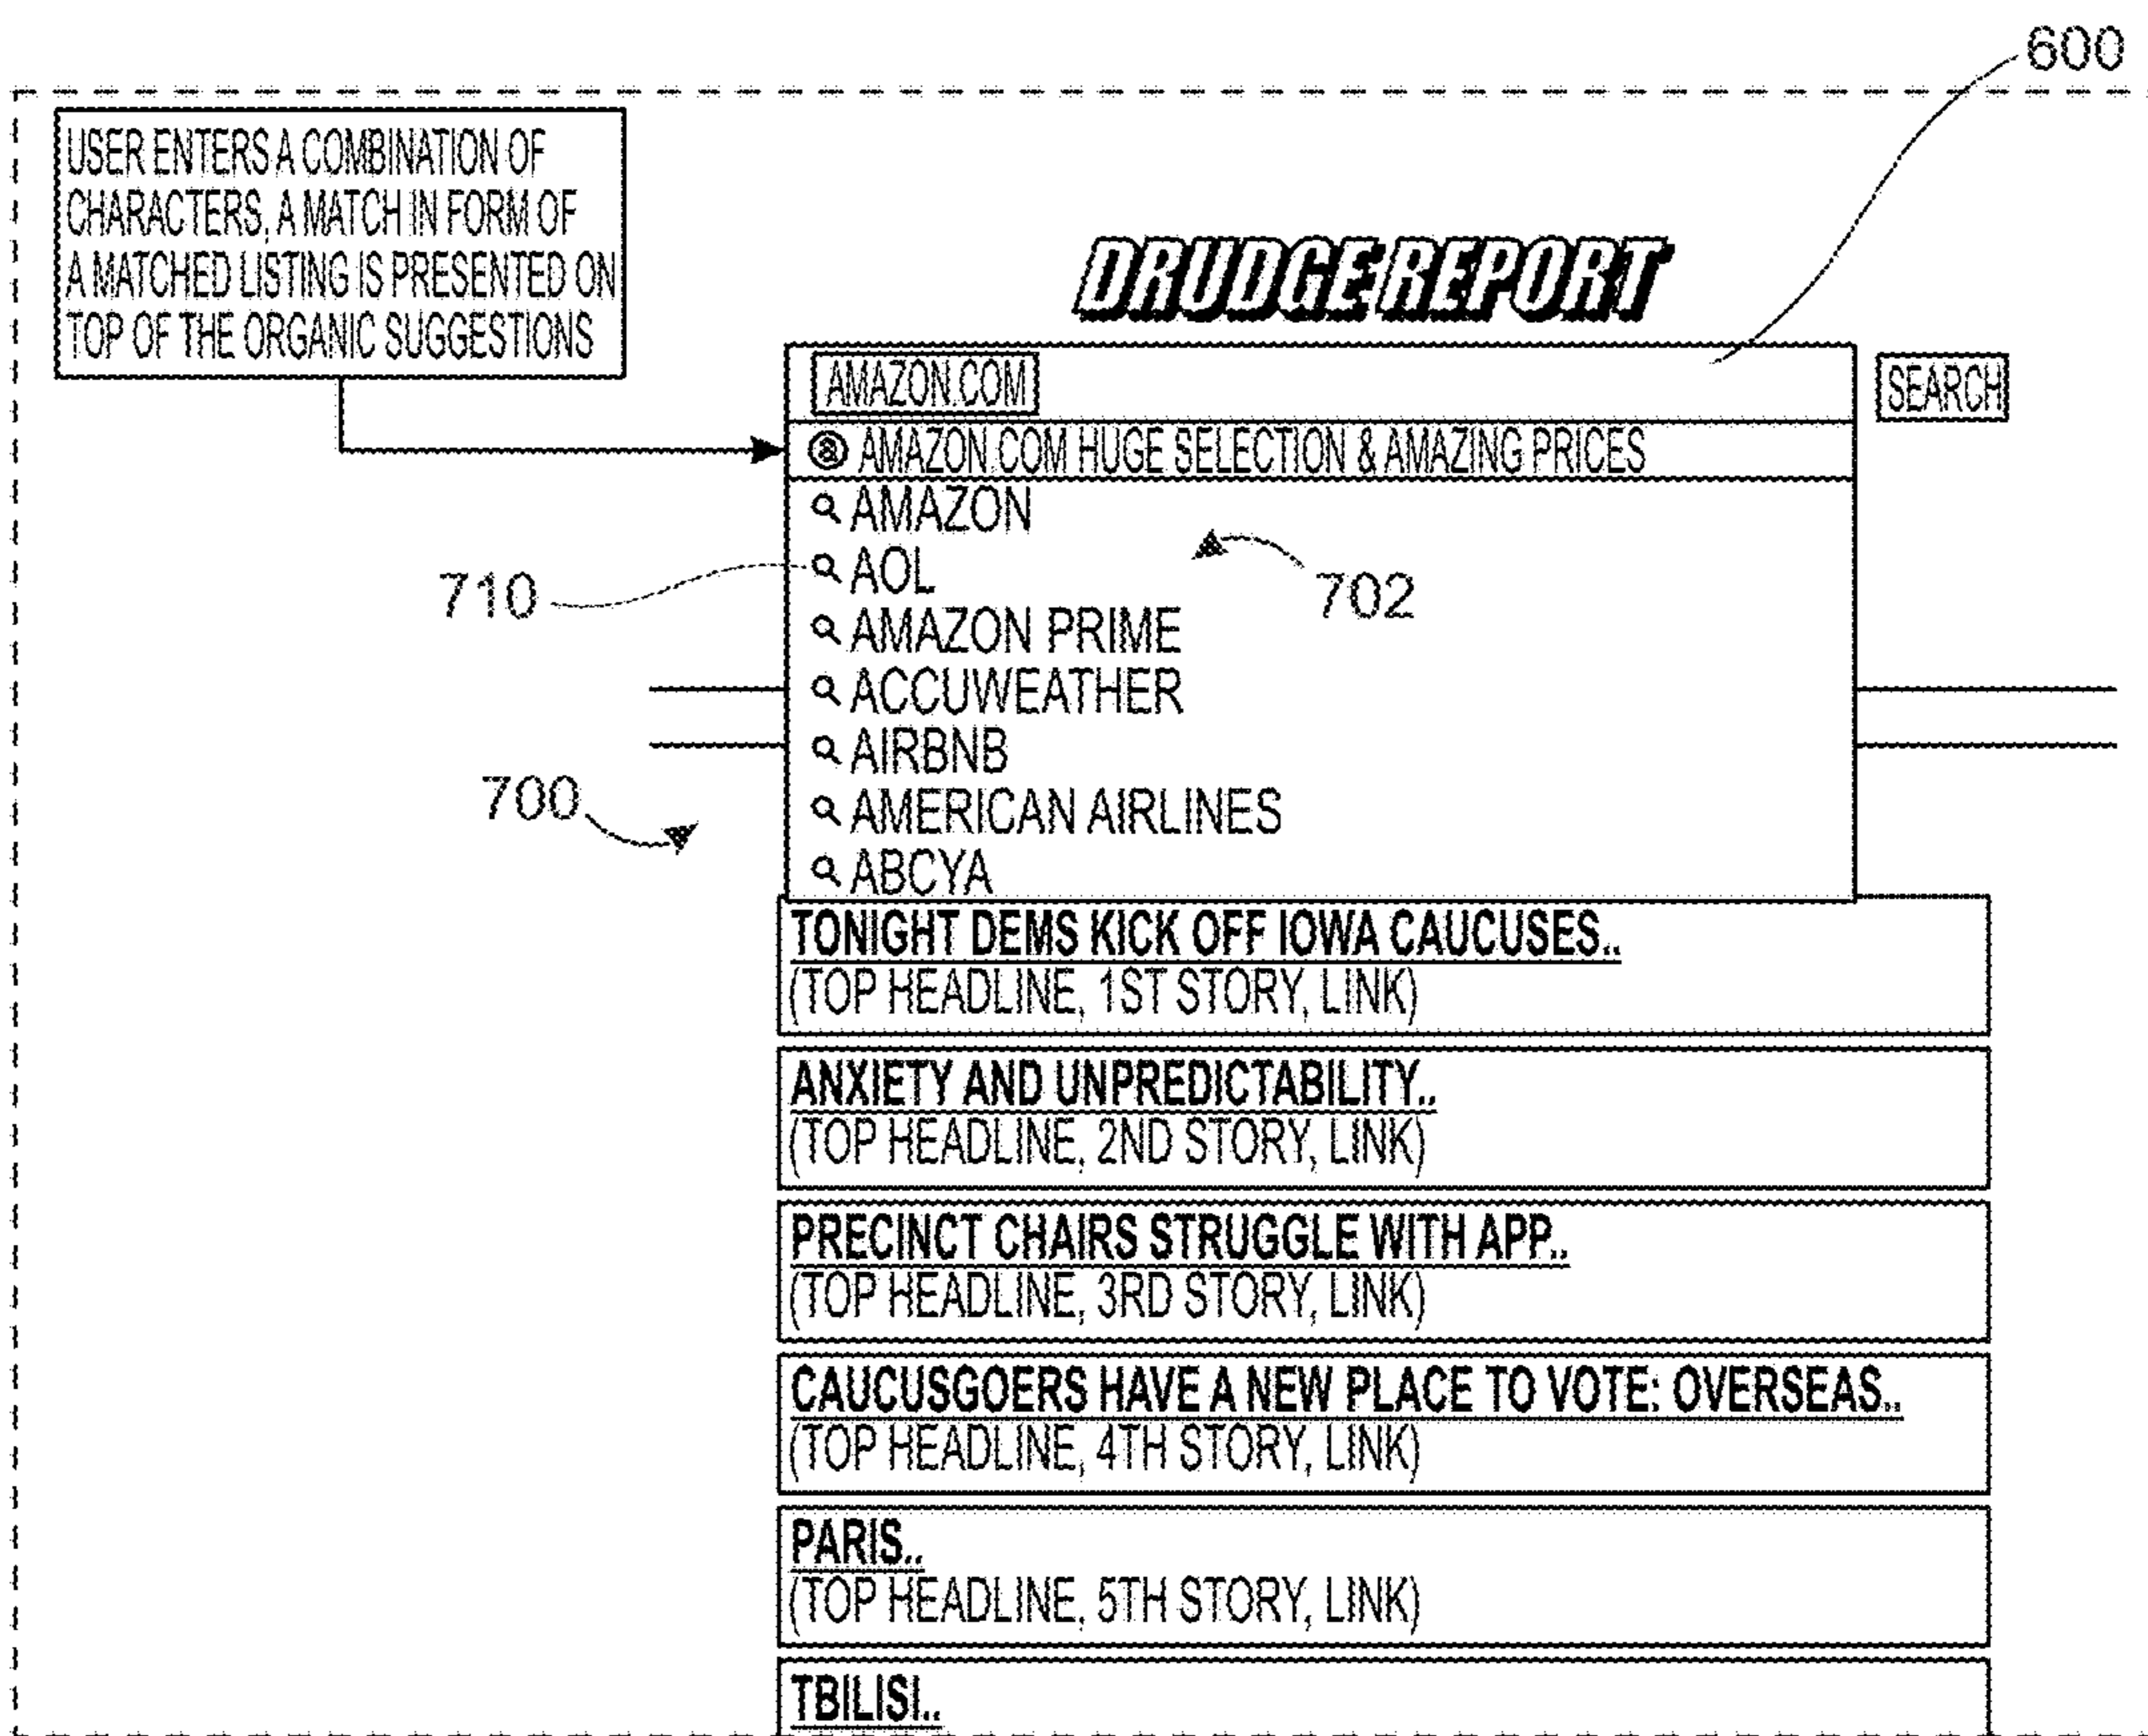 600
USER ENTERS A COMBINATION OF
CHARACTERS, A MATCH IN FORM OF
A MATCHED LISTING IS PRESENTED ON
TOP OF THE ORGANIC SUGGESTIONS
DRUDGE REPORT
AMAZON.COM
SEARCH
a AMAZON.COM HUGE SELECTION & AMAZING PRICES
AMAZON
AOL
710
702
AMAZON PRIME
ACCUWEATHER
AIRBNB
700
AMERICAN AIRLINES
ABCYA
TONIGHT DEMS KICK OFF IOWA CAUCUSES..
(TOP HEADLINE, 1ST STORY, LINK)
ANXIETY AND UNPREDICTABILITY..
(TOP HEADLINE, 2ND STORY, LINK)
PRECINCT CHAIRS STRUGGLE WITH APP..
(TOP HEADLINE, 3RD STORY, LINK)
CAUCUSGOERS HAVE A NEW PLACE TO VOTE: OVERSEAS..
(TOP HEADLINE, 4TH STORY, LINK)
PARIS..
(TOP HEADLINE, 5TH STORY, LINK)
TBILISI..